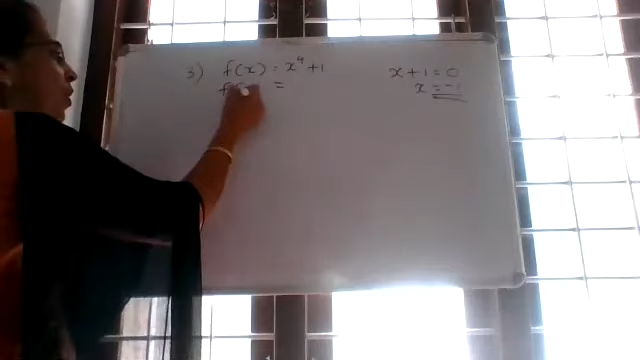 3) f(x) = x⁴ + 1
x + 1 = 0
f( =
x = -1